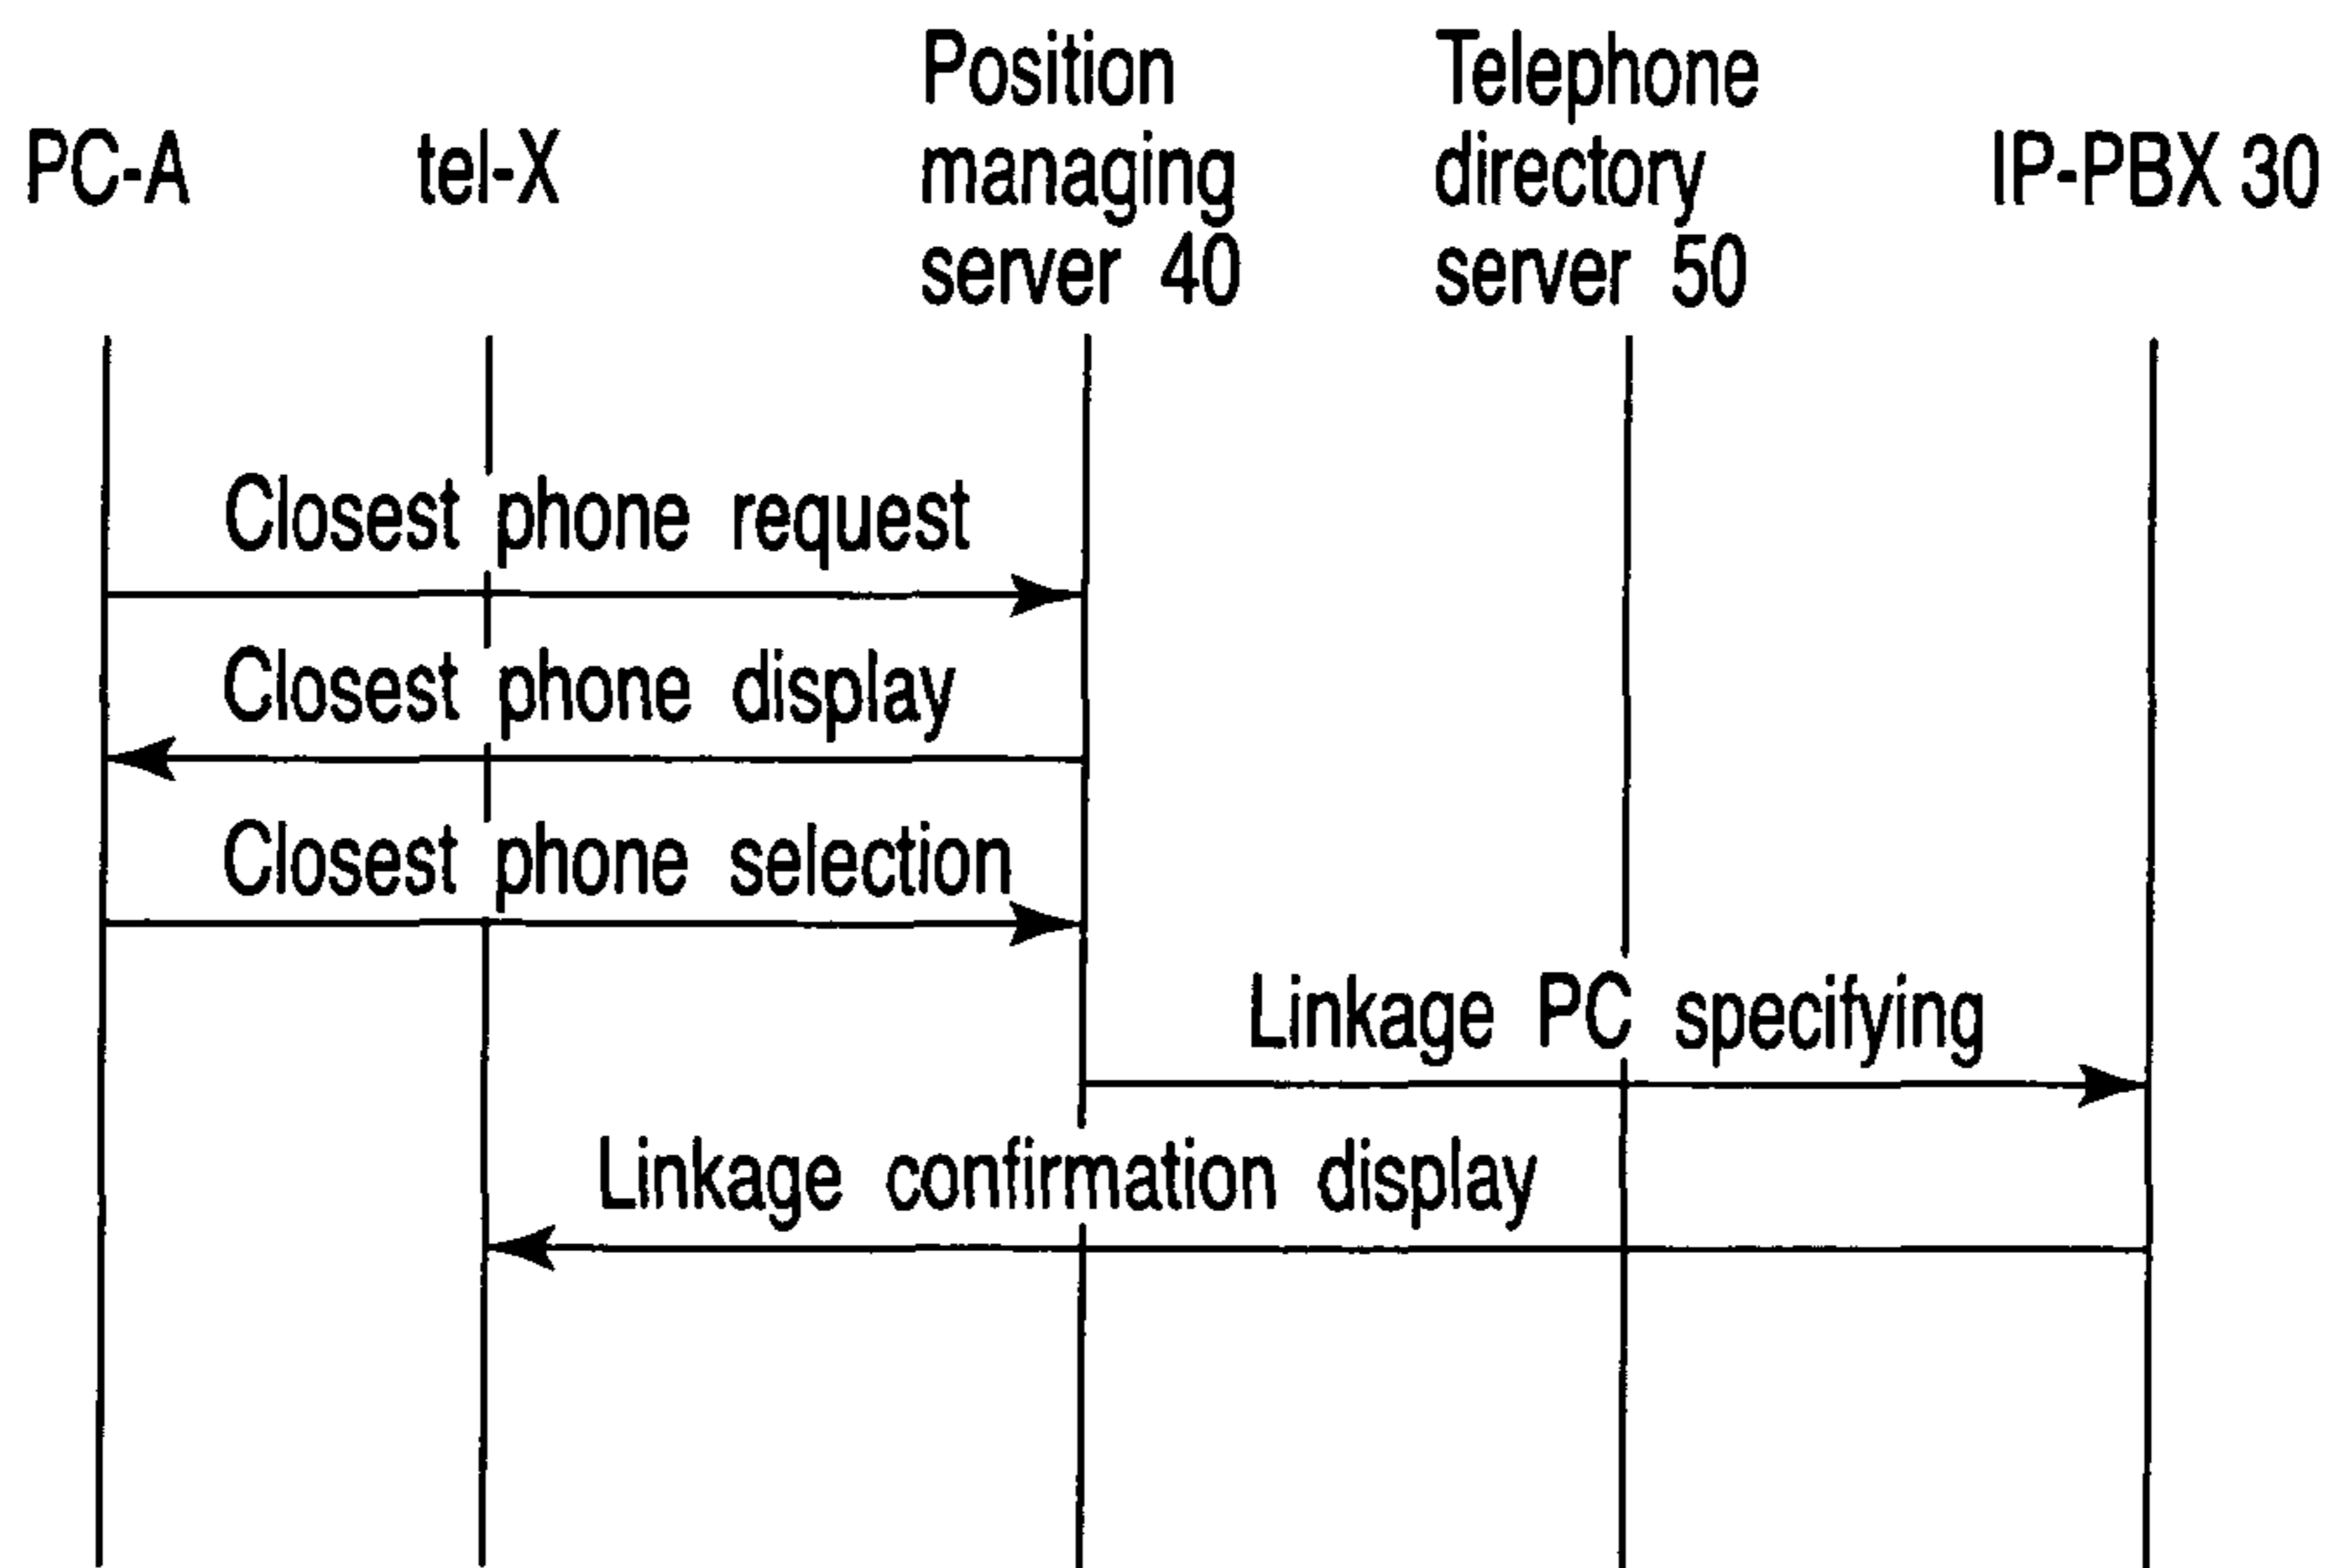 PC-A
tel-X
Position
managing
server 40
Telephone
directory
server 50
IP-PBX 30
Closest phone request
Closest phone display
Closest phone selection
Linkage PC specifying
Linkage confirmation display